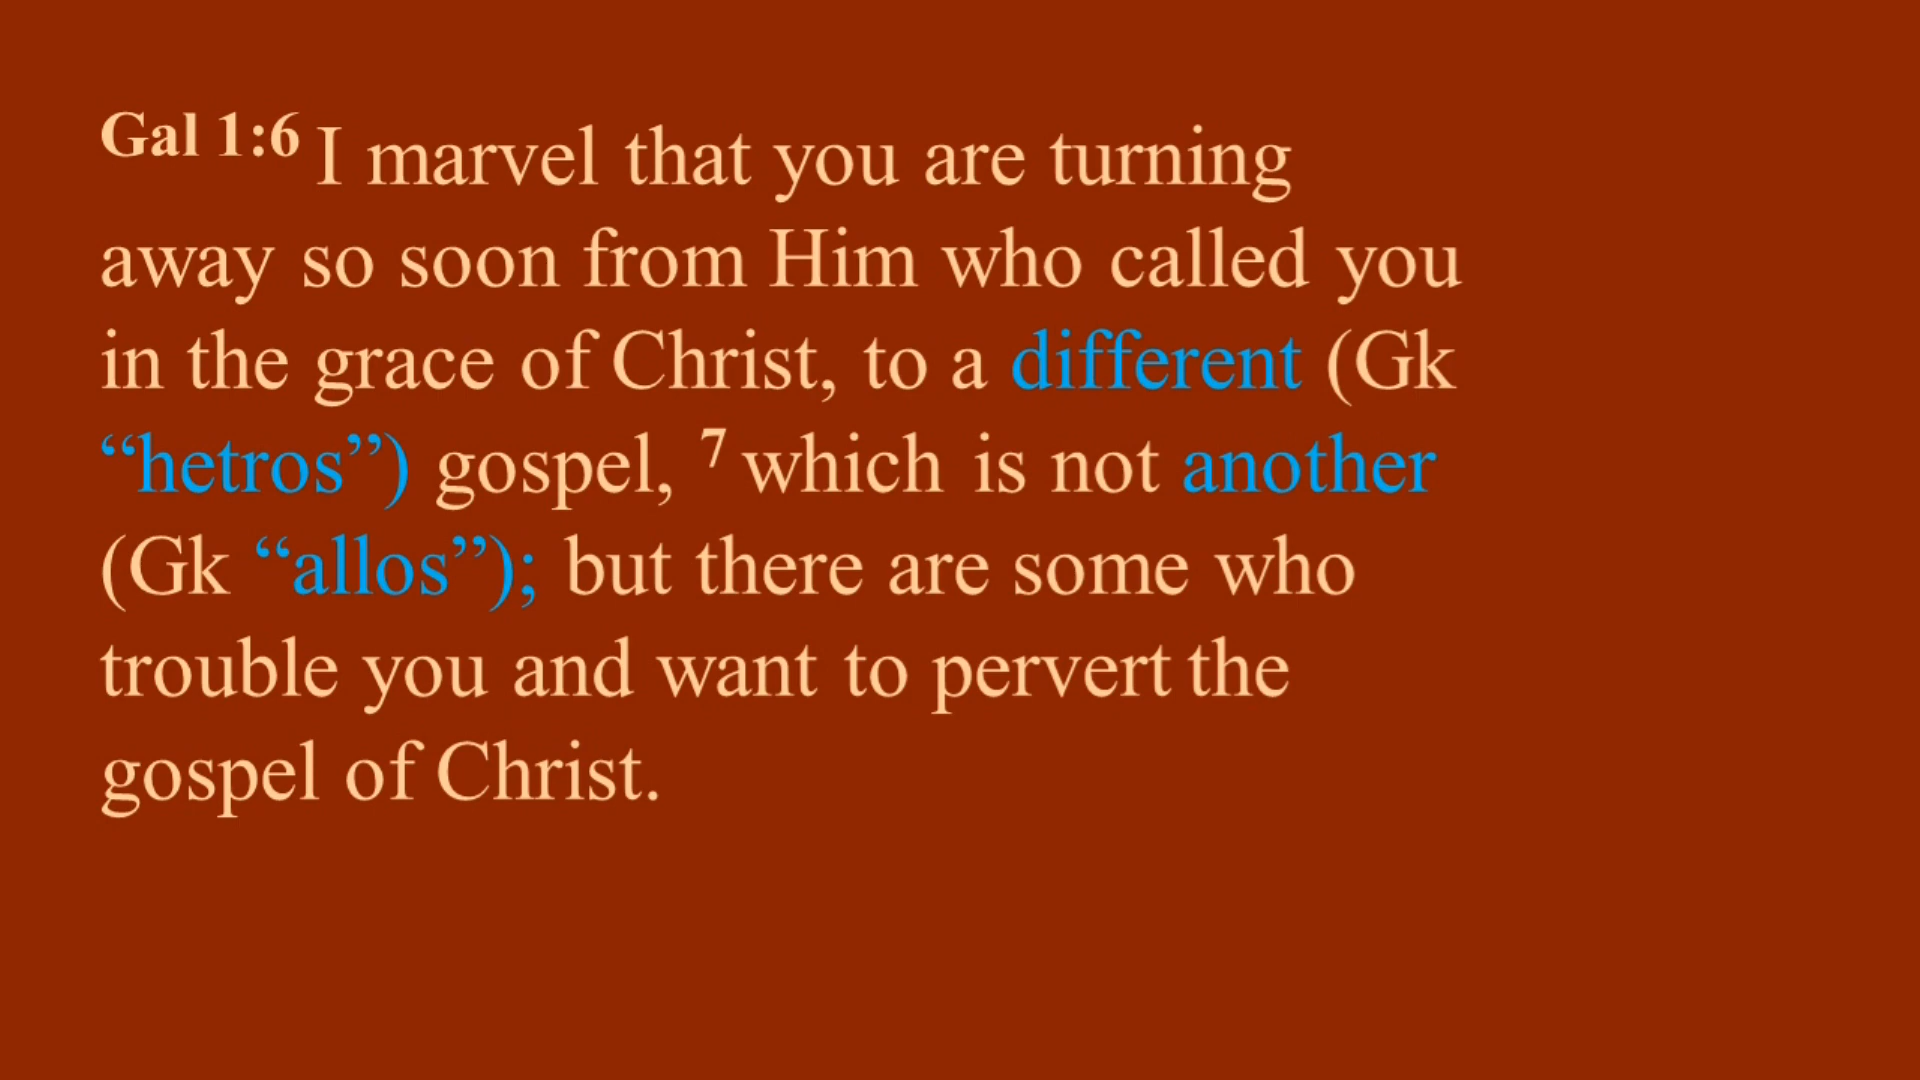 Gal 1:6 I marvel that you are turning
away so soon from Him who called you
in the grace of Christ, to a different (Gk
“hetros”) gospel, 7 which is not another
(Gk “allos”); but there are some who
trouble you and want to pervert the
gospel of Christ.